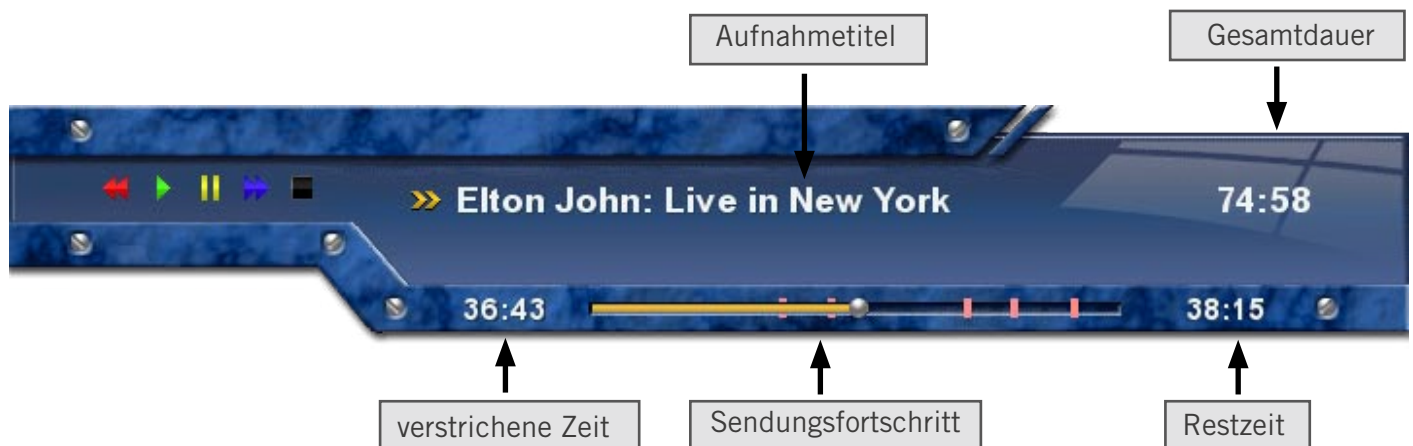 Aufnahmetitel
Gesamtdauer
Elton John: Live in New York
74:58
36:43
38:15
verstrichene Zeit
Sendungsfortschritt
Restzeit